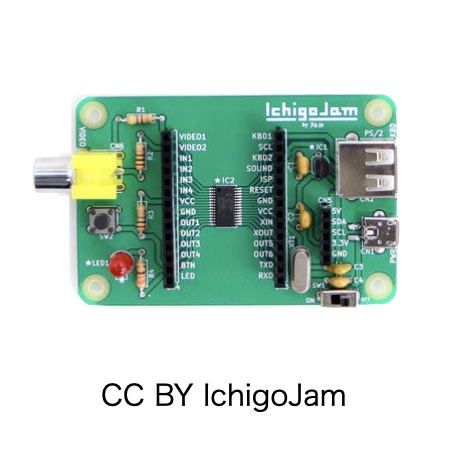 IchigoJam
by jig.jp
R1
PS/2
KBD
VIDEO
CN6
R2
VIDEO1
VIDEO2
IN1
IN2
IN3
IN4
VCC
GND
OUT1
OUT2
OUT3
OUT4
BTN
LED
★IC2
KBD1
SCL
KBD2
SOUND
ISP
RESET
GND
VCC
XIN
XOUT
OUT5
OUT6
TXD
RXD
C1
★IC1
CN2
CN5
5V
SDA
SCL
3.3V
GND
C2
R3
SW2
★LED1
R4
CN1
C3
C4
SW1
ON
OFF
CC BY IchigoJam